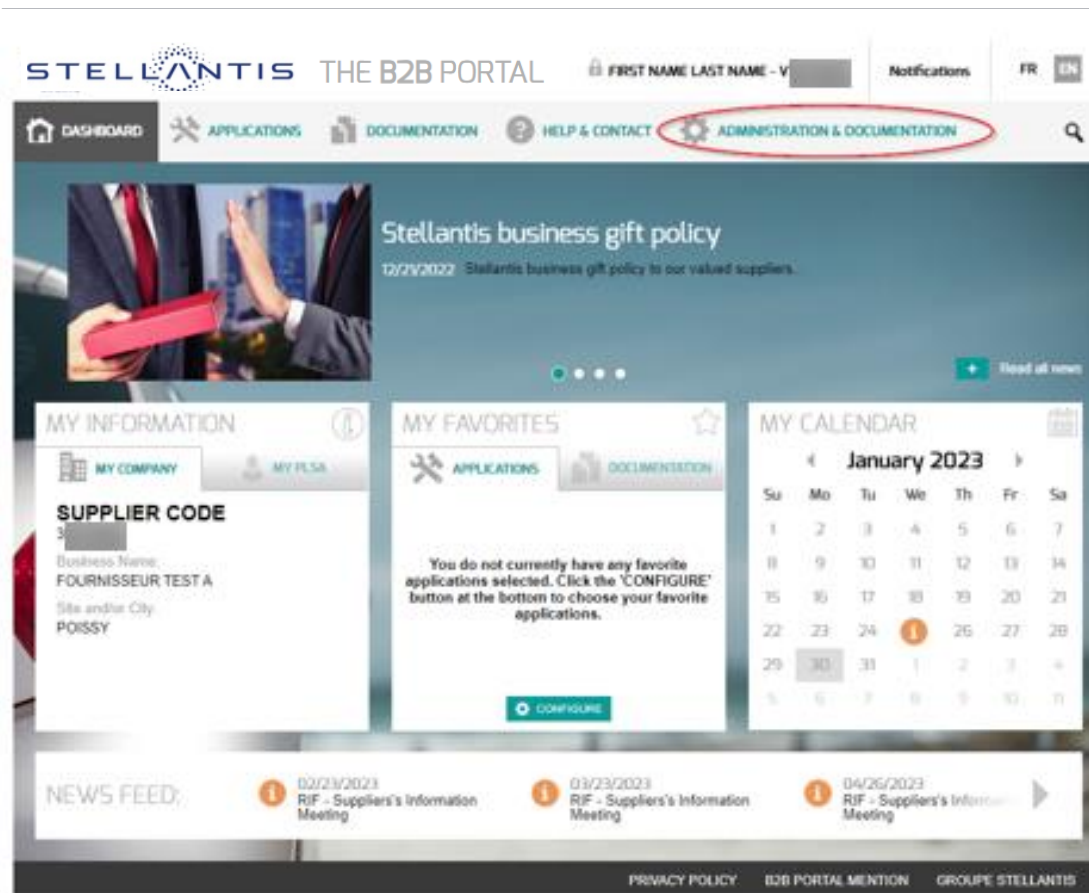 STELLANTIS THE B2B PORTAL
FIRST NAME LAST NAME - V
Notifications
FR EN
DASHBOARD
APPLICATIONS
DOCUMENTATION
HELP & CONTACT
ADMINISTRATION & DOCUMENTATION
Stellantis business gift policy
12/21/2022 Stellantis business gift policy to our valued suppliers.
+ Read all news
MY INFORMATION
MY COMPANY
MY PLSA
SUPPLIER CODE
3
Business Name:
FOURNISSEUR TEST A
Site and/or City
POISSY
MY FAVORITES
APPLICATIONS
DOCUMENTATION
You do not currently have any favorite
applications selected. Click the 'CONFIGURE'
button at the bottom to choose your favorite
applications.
CONFIGURE
MY CALENDAR
January 2023
Su Mo Tu We Th Fr Sa
1 2 3 4 5 6 7
8 9 10 11 12 13 14
15 16 17 18 19 20 21
22 23 24 i 26 27 28
29 30 31 1 2 3 4
5 6 7 8 9 10 11
NEWS FEED:
02/23/2023
RIF - Suppliers's Information
Meeting
03/23/2023
RIF - Suppliers's Information
Meeting
04/26/2023
RIF - Suppliers's
Meeting
PRIVACY POLICY
B2B PORTAL MENTION
GROUPE STELLANTIS